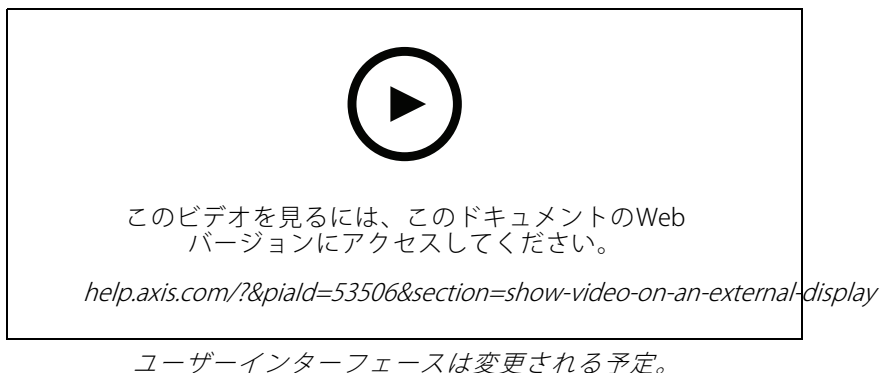 このビデオを見るには、このドキュメントのWeb
バージョンにアクセスしてください。
help.axis.com/?&piaId=53506&section=show-video-on-an-external-display
ユーザーインターフェースは変更される予定。